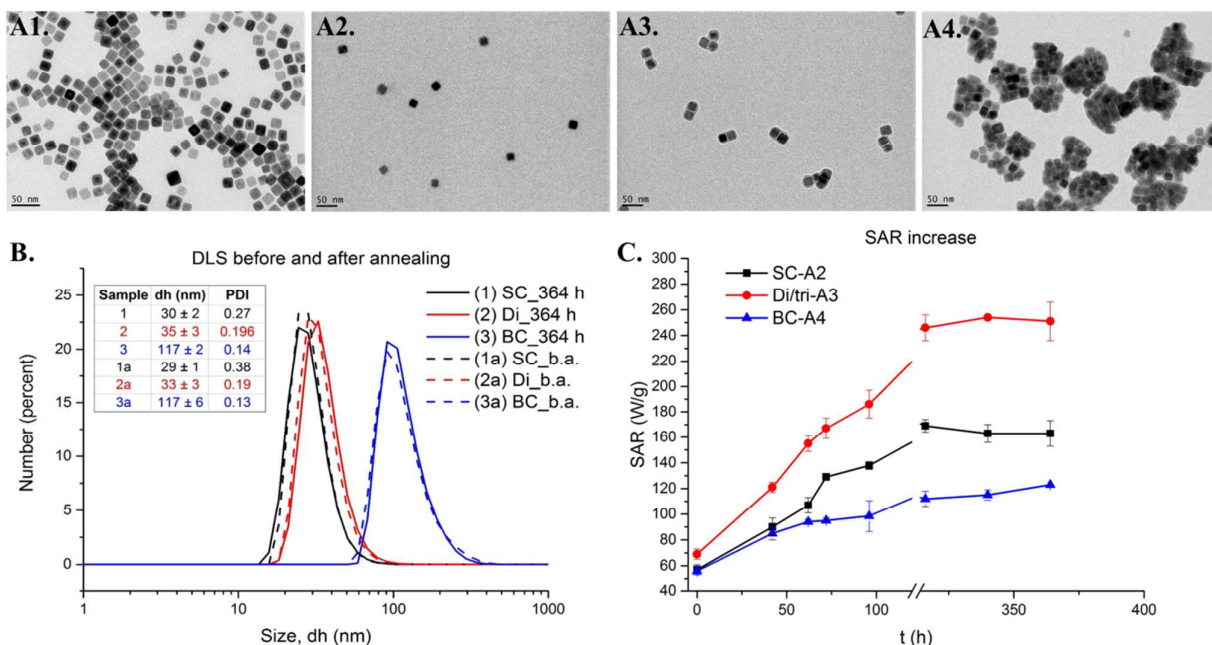 A1.
A2.
A3.
A4.
50 nm
50 nm
50 nm
50 nm
B.
DLS before and after annealing
Sample dh (nm) PDI
1 30 ± 2 0.27
2 35 ± 3 0.196
3 117 ± 2 0.14
1a 29 ± 1 0.38
2a 33 ± 3 0.19
3a 117 ± 6 0.13
(1) SC_364 h
(2) Di_364 h
(3) BC_364 h
(1a) SC_b.a.
(2a) Di_b.a.
(3a) BC_b.a.
Number (percent)
25
20
15
10
5
0
1 10 100 1000
Size, dh (nm)
C.
SAR increase
SC-A2
Di/tri-A3
BC-A4
SAR (W/g)
300
280
260
240
220
200
180
160
140
120
100
80
60
40
0 50 100 350 400
t (h)